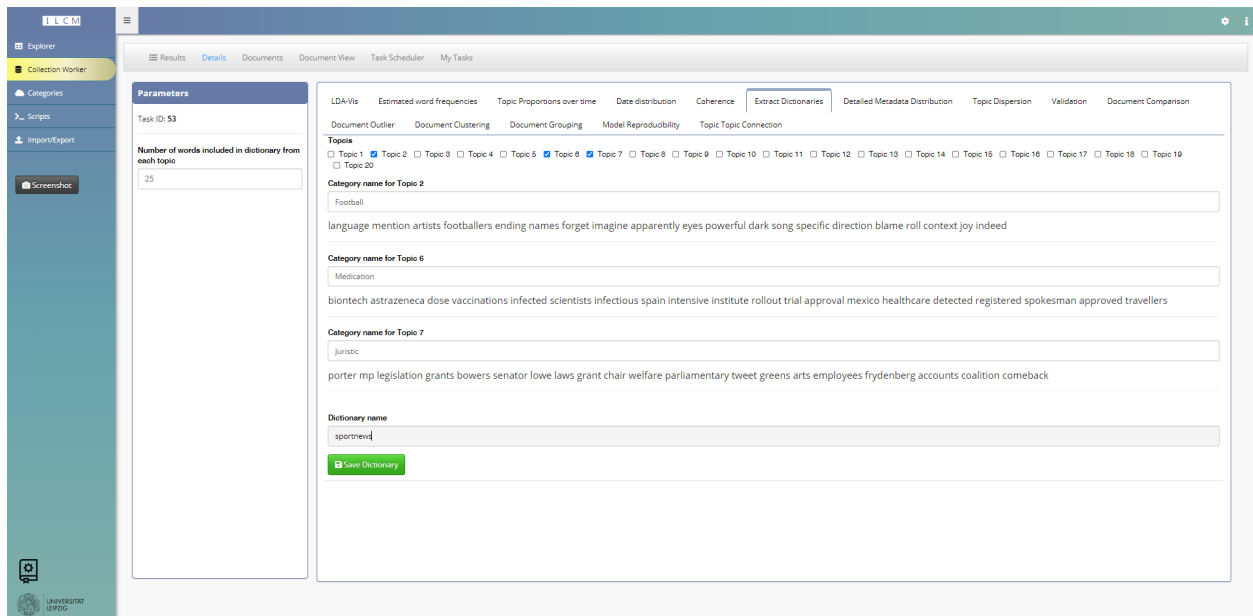 I L C M
Explorer
Collection Worker
Categories
Scripts
Import/Export
Screenshot
UNIVERSITÄT
LEIPZIG
Results Details Documents Document View Task Scheduler My Tasks
Parameters
Task ID: 53
Number of words included in dictionary from
each topic
25
LDA-Vis Estimated word frequencies Topic Proportions over time Date distribution Coherence Extract Dictionaries Detailed Metadata Distribution Topic Dispersion Validation Document Comparison
Document Outlier Document Clustering Document Grouping Model Reproducibility Topic Topic Connection
Topcis
Topic 1 Topic 2 Topic 3 Topic 4 Topic 5 Topic 6 Topic 7 Topic 8 Topic 9 Topic 10 Topic 11 Topic 12 Topic 13 Topic 14 Topic 15 Topic 16 Topic 17 Topic 18 Topic 19
Topic 20
Category name for Topic 2
Football
language mention artists footballers ending names forget imagine apparently eyes powerful dark song specific direction blame roll context joy indeed
Category name for Topic 6
Medication
biontech astrazeneca dose vaccinations infected scientists infectious spain intensive institute rollout trial approval mexico healthcare detected registered spokesman approved travellers
Category name for Topic 7
Juristic
porter mp legislation grants bowers senator lowe laws grant chair welfare parliamentary tweet greens arts employees frydenberg accounts coalition comeback
Dictionary name
sportnews
Save Dictionary